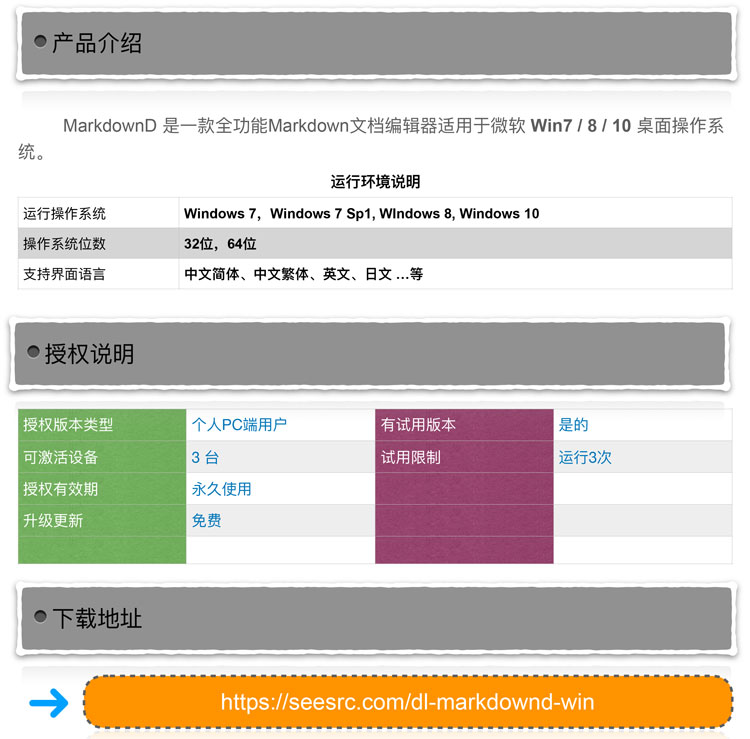 产品介绍
MarkdownD 是一款全功能Markdown文档编辑器适用于微软 Win7 / 8 / 10 桌面操作系
统。
运行环境说明
运行操作系统 Windows 7，Windows 7 Sp1, WIndows 8, Windows 10
操作系统位数 32位，64位
支持界面语言 中文简体、中文繁体、英文、日文 ...等
授权说明
授权版本类型 个人PC端用户 有试用版本 是的
可激活设备 3 台 试用限制 运行3次
授权有效期 永久使用
升级更新 免费
下载地址
https://seesrc.com/dl-markdownd-win